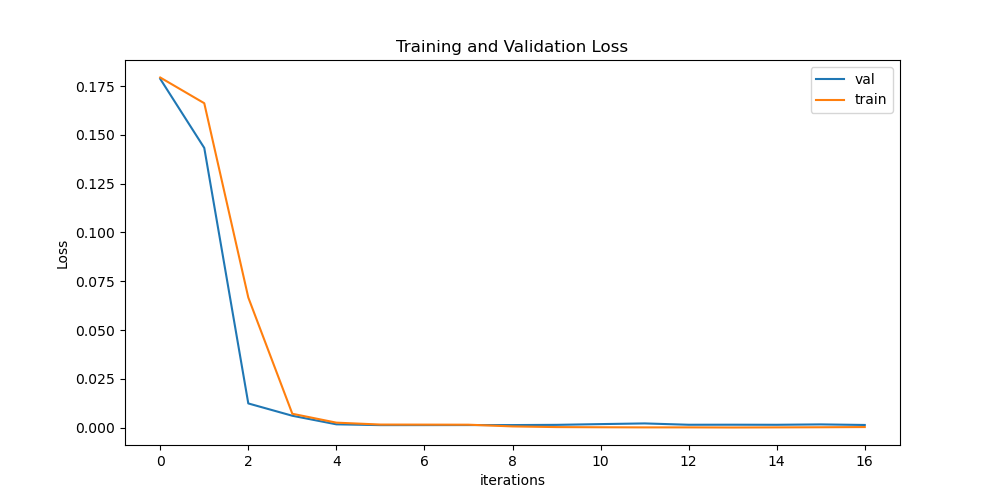 Training and Validation Loss
val
train
0.175
0.150
0.125
0.100
0.075
0.050
0.025
0.000
Loss
0 2 4 6 8 10 12 14 16
iterations